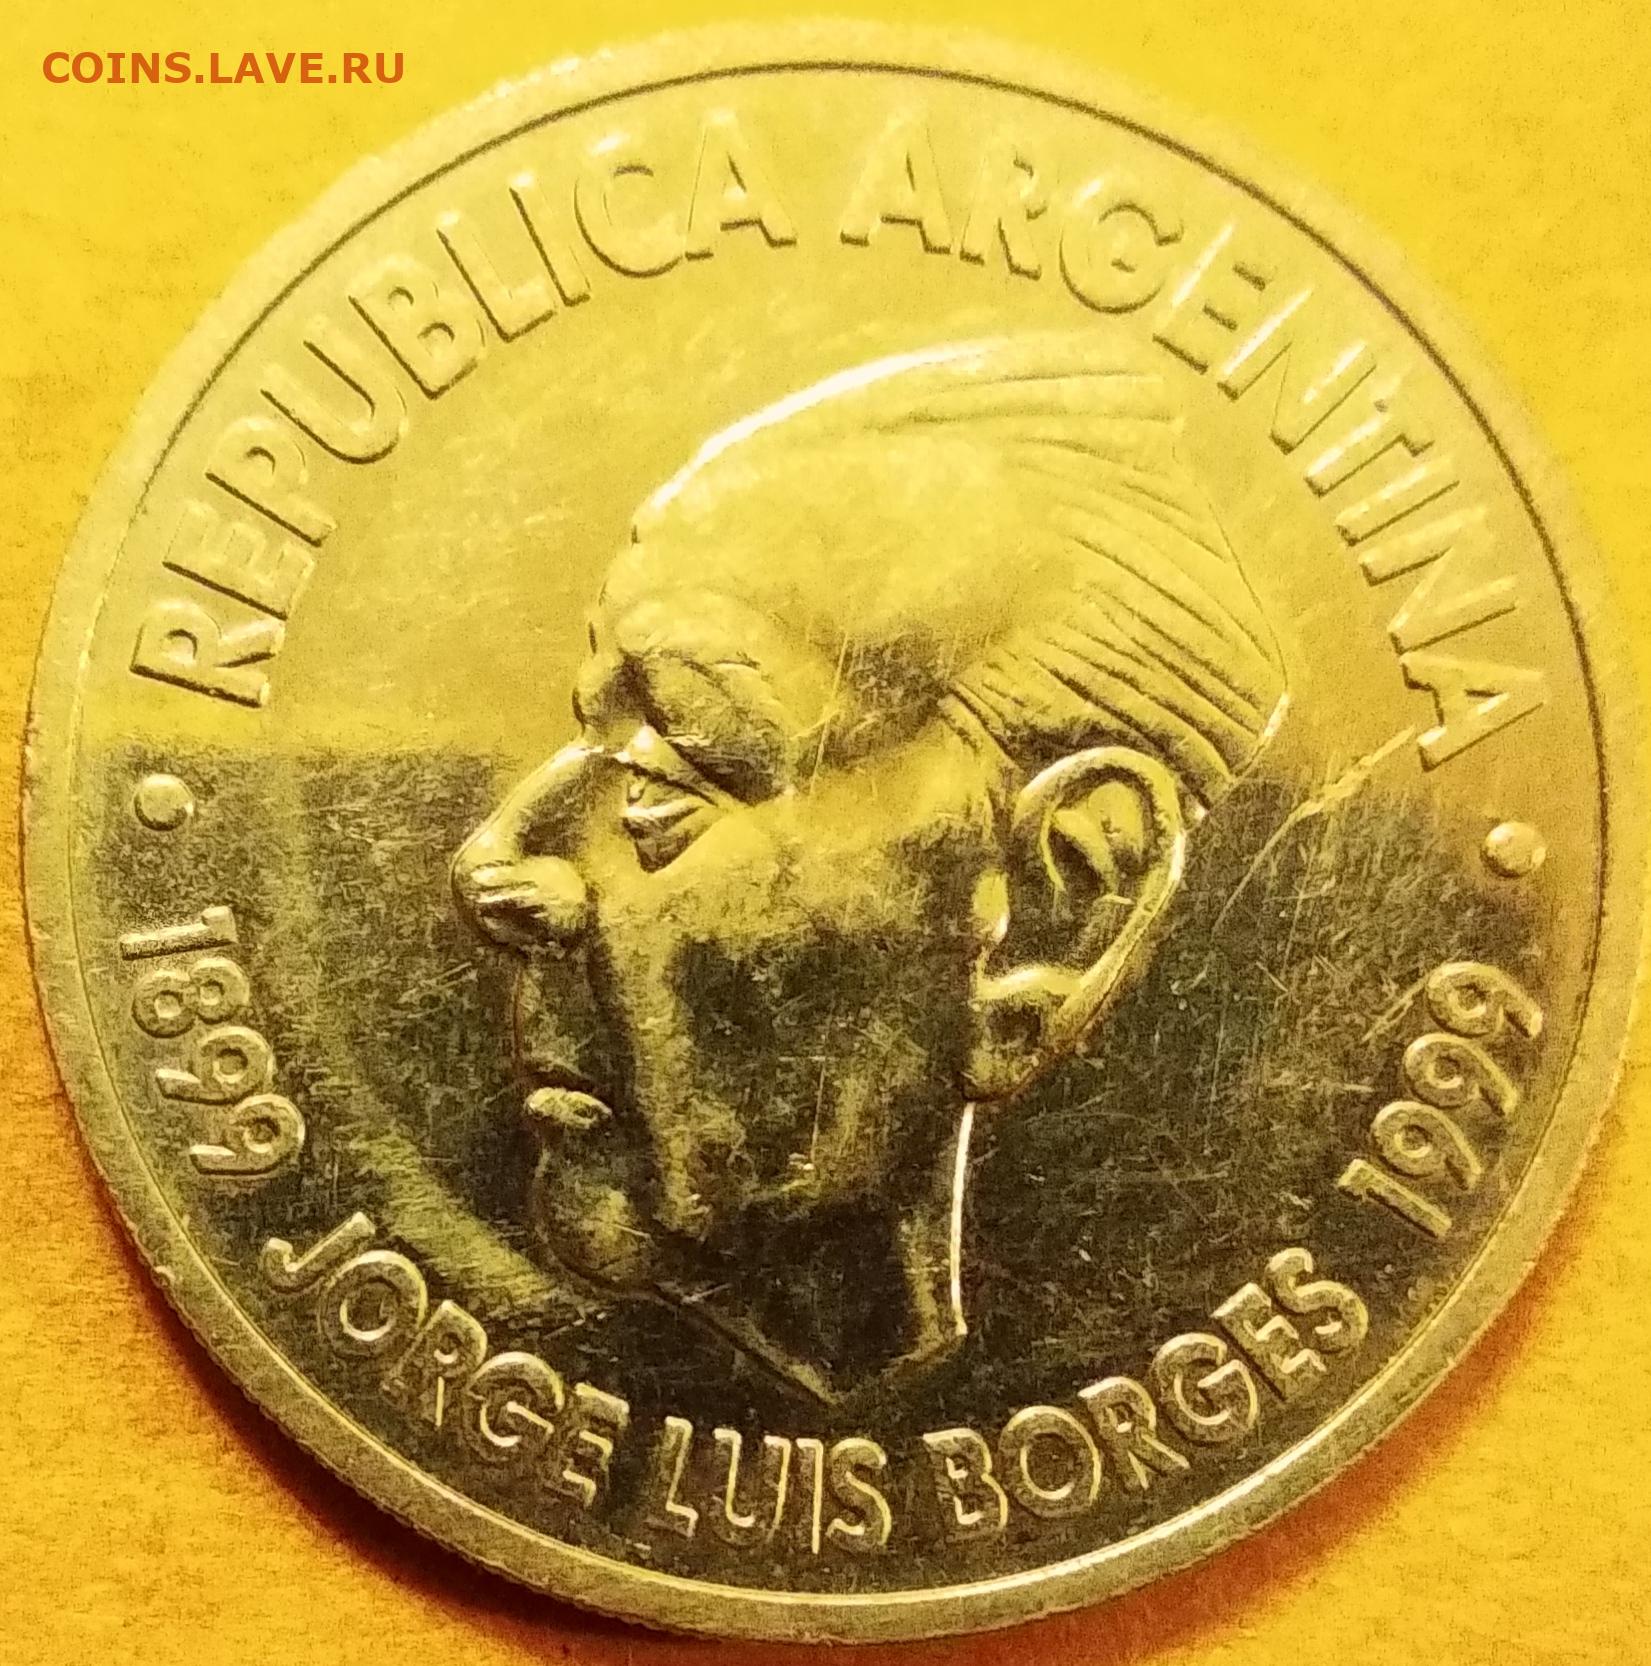 COINS.LAVE.RU
• REPUBLICA ARGENTINA •
1899 JORGE LUIS BORGES 1999